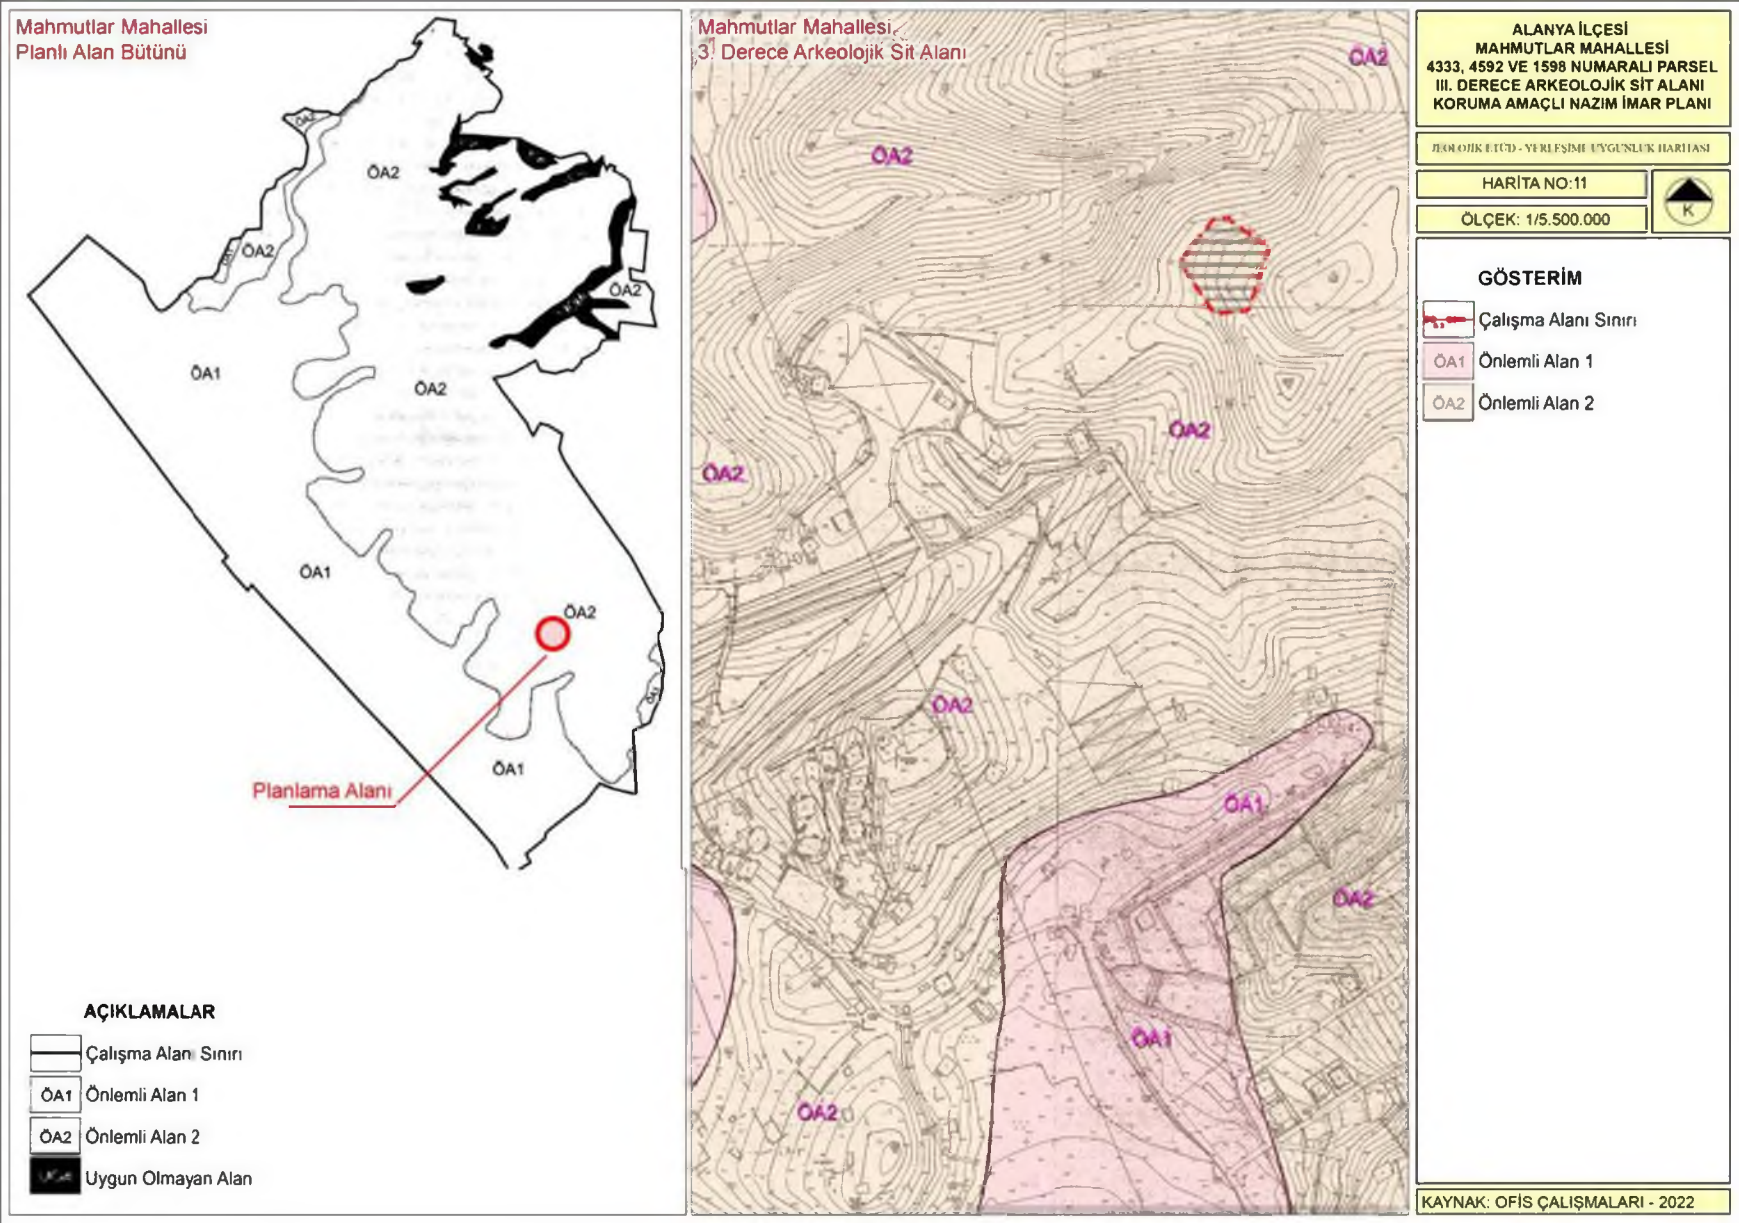 Mahmutlar Mahallesi
Planlı Alan Bütünü
ÖA2
ÖA2
ÖA2
ÖA2
ÖA1
ÖA2
ÖA1
ÖA2
ÖA1
Planlama Alanı
AÇIKLAMALAR
Çalışma Alan Sınırı
ÖA1 Önlemli Alan 1
ÖA2 Önlemli Alan 2
Uygun Olmayan Alan
Mahmutlar Mahallesi
3. Derece Arkeolojik Sit Alanı
ÖA2
ÖA2
ÖA2
ÖA2
ÖA2
ÖA1
ÖA2
ÖA1
ÖA2
ALANYA İLÇESİ
MAHMUTLAR MAHALLESİ
4333, 4592 VE 1598 NUMARALI PARSEL
III. DERECE ARKEOLOJİK SİT ALANI
KORUMA AMAÇLI NAZIM İMAR PLANI
JEOLOJİK ETÜD - YERLEŞİME UYGUNLUK HARİTASI
HARİTA NO:11
ÖLÇEK: 1/5.500.000
K
GÖSTERİM
Çalışma Alanı Sınırı
ÖA1 Önlemli Alan 1
ÖA2 Önlemli Alan 2
KAYNAK: OFİS ÇALIŞMALARI - 2022